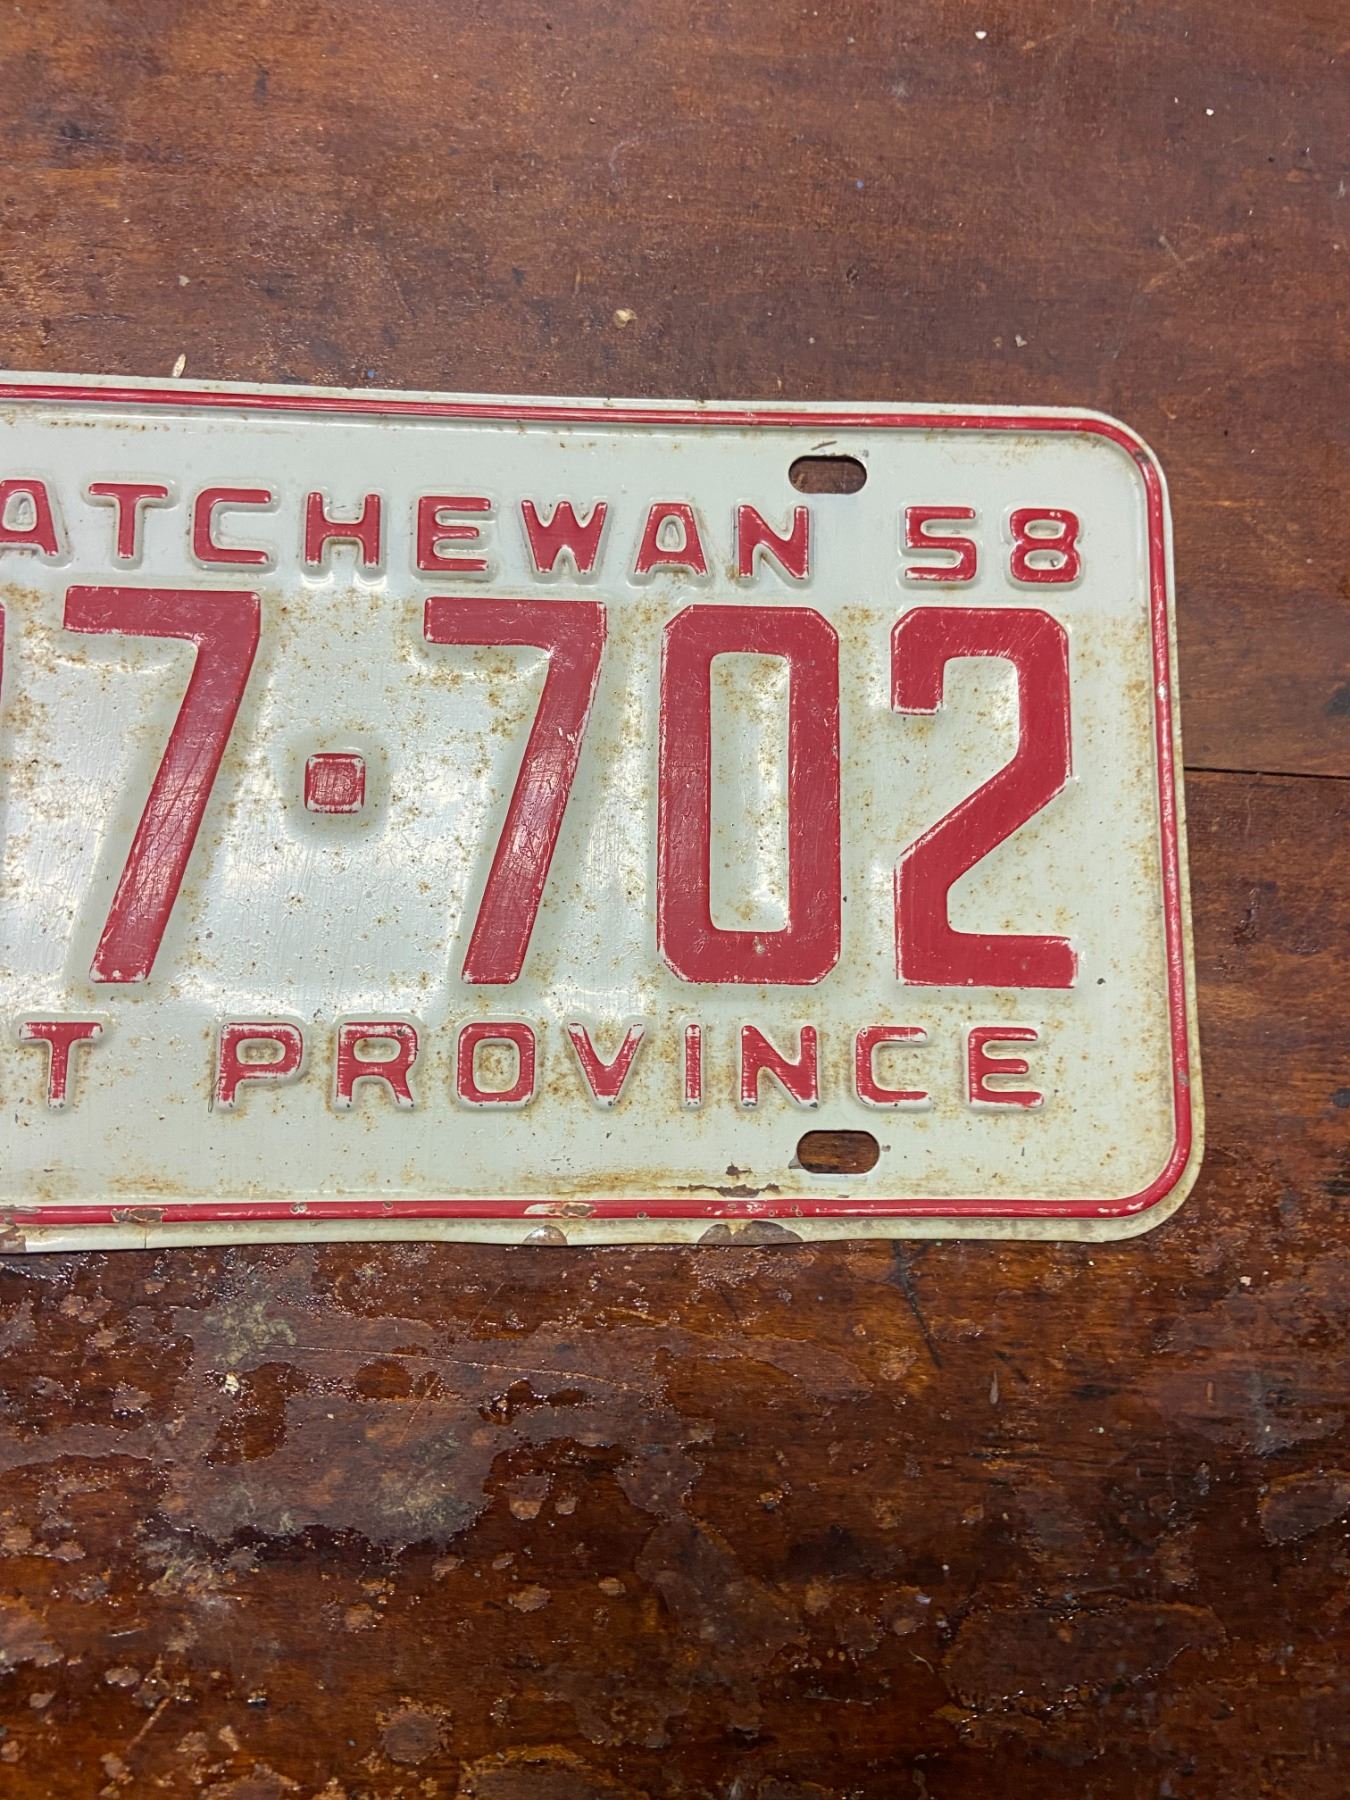 ATCHEWAN 58
7·702
T PROVINCE